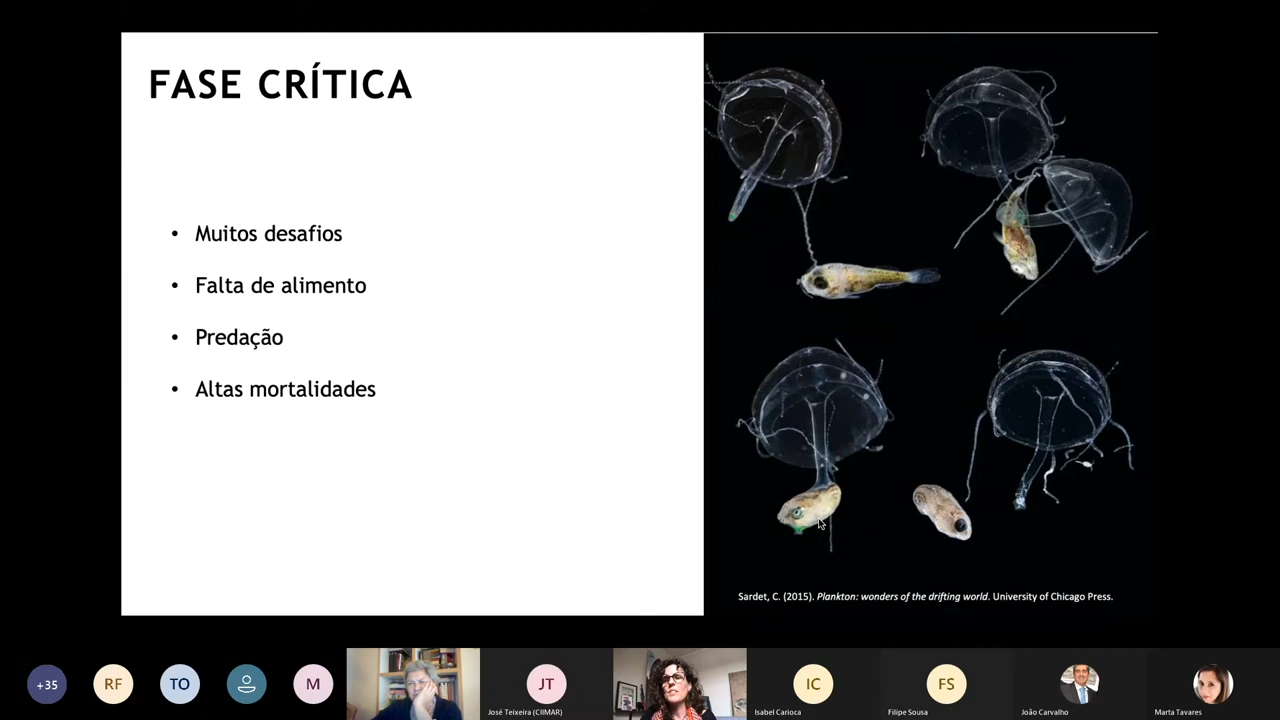 FASE CRÍTICA
• Muitos desafios
• Falta de alimento
• Predação
• Altas mortalidades
Sardet, C. (2015). Plankton: wonders of the drifting world. University of Chicago Press.
+35
RF
TO
M
JT
José Teixeira (CIIMAR)
IC
Isabel Carioca
FS
Filipe Sousa
João Carvalho
Marta Tavares